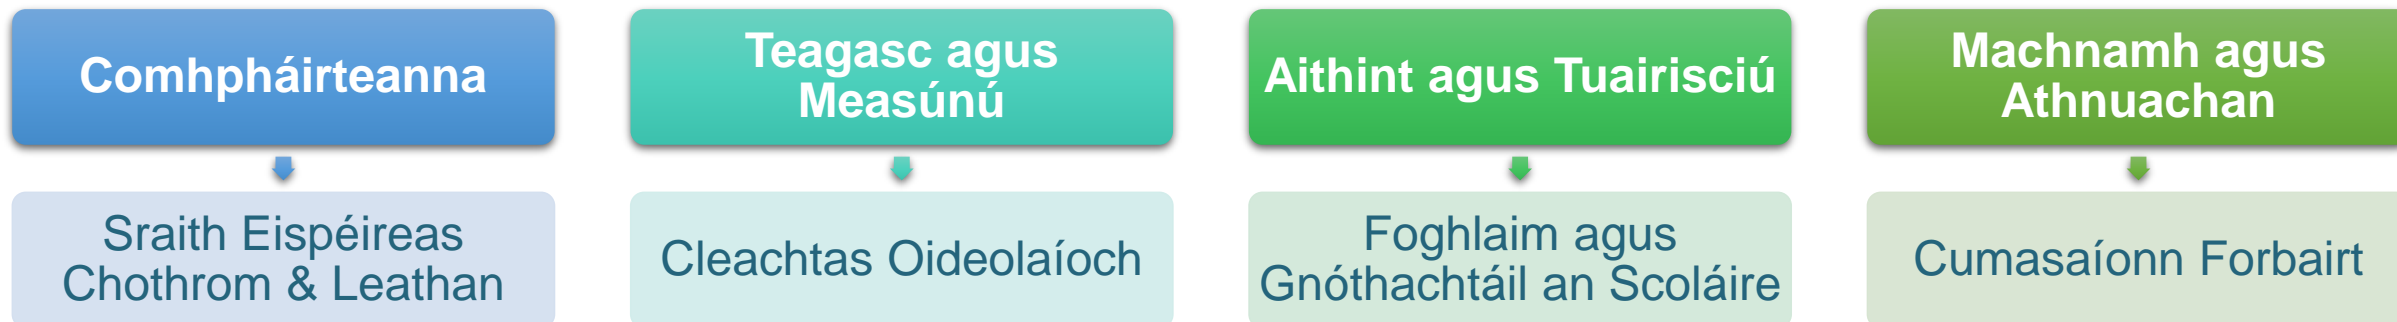 Comhpháirteanna
Sraith Eispéireas
Chothrom & Leathan
Teagasc agus
Measúnú
Cleachtas Oideolaíoch
Aithint agus Tuairisciú
Foghlaim agus
Gnóthachtáil an Scoláire
Machnamh agus
Athnuachan
Cumasaíonn Forbairt